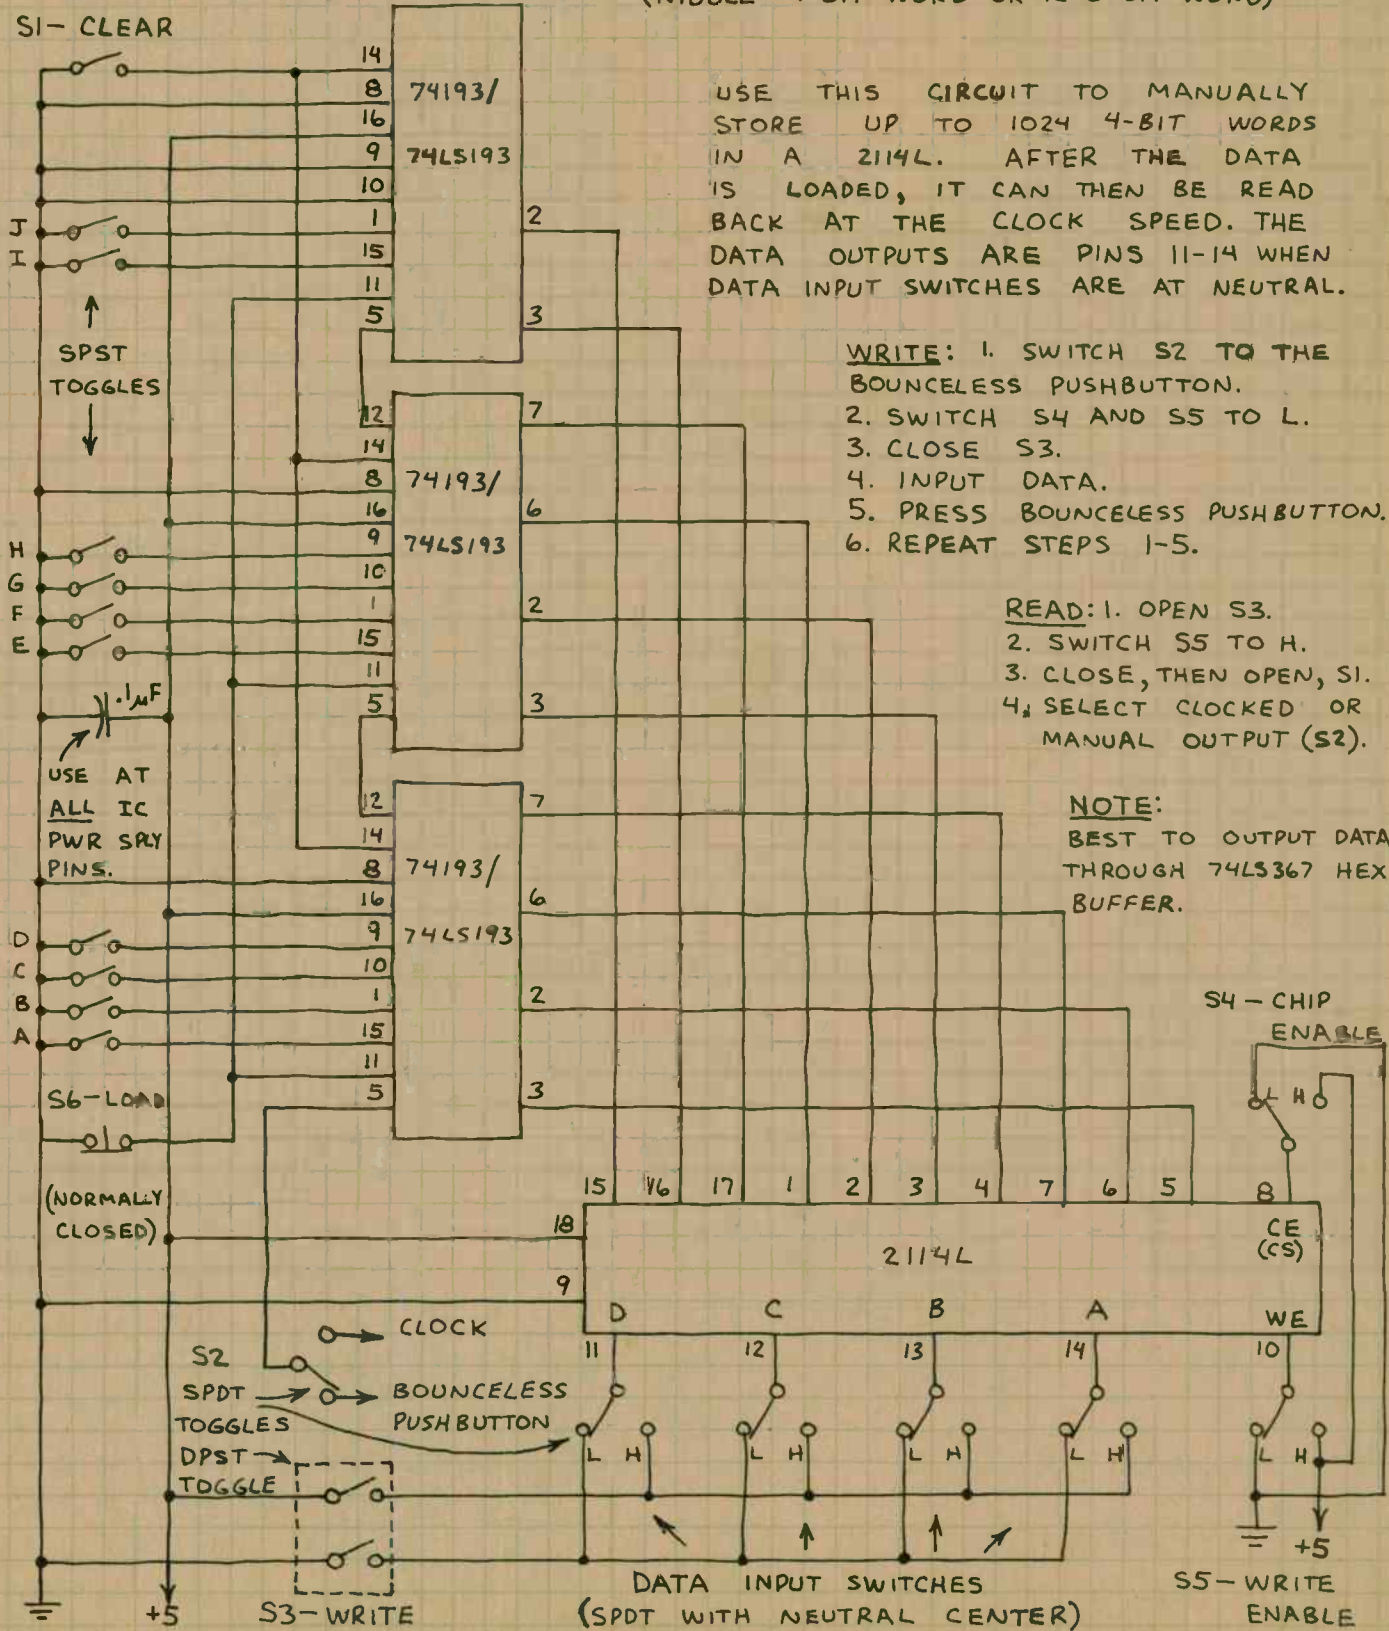 S1- CLEAR
14
8
16
9
10
1
15
11
5
74193/
74LS193
2
3
J
I
↑
SPST
TOGGLES
↓
USE THIS CIRCUIT TO MANUALLY
STORE UP TO 1024 4-BIT WORDS
IN A 2114L. AFTER THE DATA
IS LOADED, IT CAN THEN BE READ
BACK AT THE CLOCK SPEED. THE
DATA OUTPUTS ARE PINS 11-14 WHEN
DATA INPUT SWITCHES ARE AT NEUTRAL.
WRITE: 1. SWITCH S2 TO THE
BOUNCELESS PUSHBUTTON.
2. SWITCH S4 AND S5 TO L.
3. CLOSE S3.
4. INPUT DATA.
5. PRESS BOUNCELESS PUSHBUTTON.
6. REPEAT STEPS 1-5.
READ: 1. OPEN S3.
2. SWITCH S5 TO H.
3. CLOSE, THEN OPEN, S1.
4. SELECT CLOCKED OR
MANUAL OUTPUT (S2).
NOTE:
BEST TO OUTPUT DATA
THROUGH 74LS367 HEX
BUFFER.
12
14
8
16
9
10
1
15
11
5
74193/
74LS193
7
6
2
3
H
G
F
E
.1µF
USE AT
ALL IC
PWR SPLY
PINS.
12
14
8
16
9
10
1
15
11
5
74193/
74LS193
7
6
2
3
D
C
B
A
S6-LOAD
(NORMALLY
CLOSED)
S4 - CHIP
ENABLE
L H
15 16 17 1 2 3 4 7 6 5 8
18
9
2114L
CE
(CS)
D C B A WE
11 12 13 14 10
CLOCK
S2
SPDT
TOGGLES
BOUNCELESS
PUSHBUTTON
DPST
TOGGLE
L H L H L H L H L H
+5
S3-WRITE
DATA INPUT SWITCHES
(SPDT WITH NEUTRAL CENTER)
+5
S5-WRITE
ENABLE